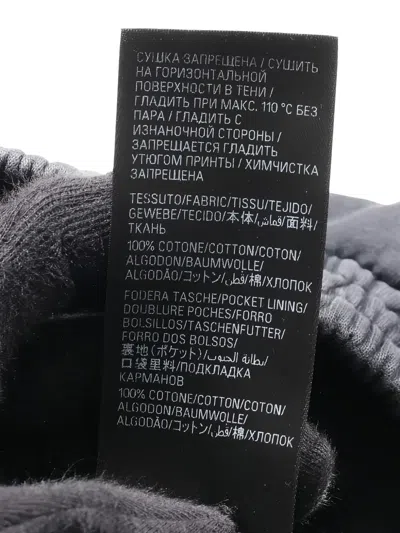 СУШКА ЗАПРЕЩЕНА / СУШИТЬ
НА ГОРИЗОНТАЛЬНОЙ
ПОВЕРХНОСТИ В ТЕНИ /
ГЛАДИТЬ ПРИ МАКС. 110 °C БЕЗ
ПАРА / ГЛАДИТЬ С
ИЗНАНОЧНОЙ СТОРОНЫ /
ЗАПРЕЩАЕТСЯ ГЛАДИТЬ
УТЮГОМ ПРИНТЫ / ХИМЧИСТКА
ЗАПРЕЩЕНА
TESSUTO/FABRIC/TISSU/TEJIDO/
GEWEBE/TECIDO/本体/قماش/面料/
ТКАНЬ
100% COTONE/COTTON/COTON/
ALGODON/BAUMWOLLE/
ALGODÃO/コットン/قطن/棉/ХЛОПОК
FODERA TASCHE/POCKET LINING/
DOUBLURE POCHES/FORRO
BOLSILLOS/TASCHENFUTTER/
FORRO DOS BOLSOS/
裏地(ポケット)/بطانة الجيوب/
口袋里料/ПОДКЛАДКА
КАРМАНОВ
100% COTONE/COTTON/COTON/
ALGODON/BAUMWOLLE/
ALGODÃO/コットン/قطن/棉/ХЛОПОК